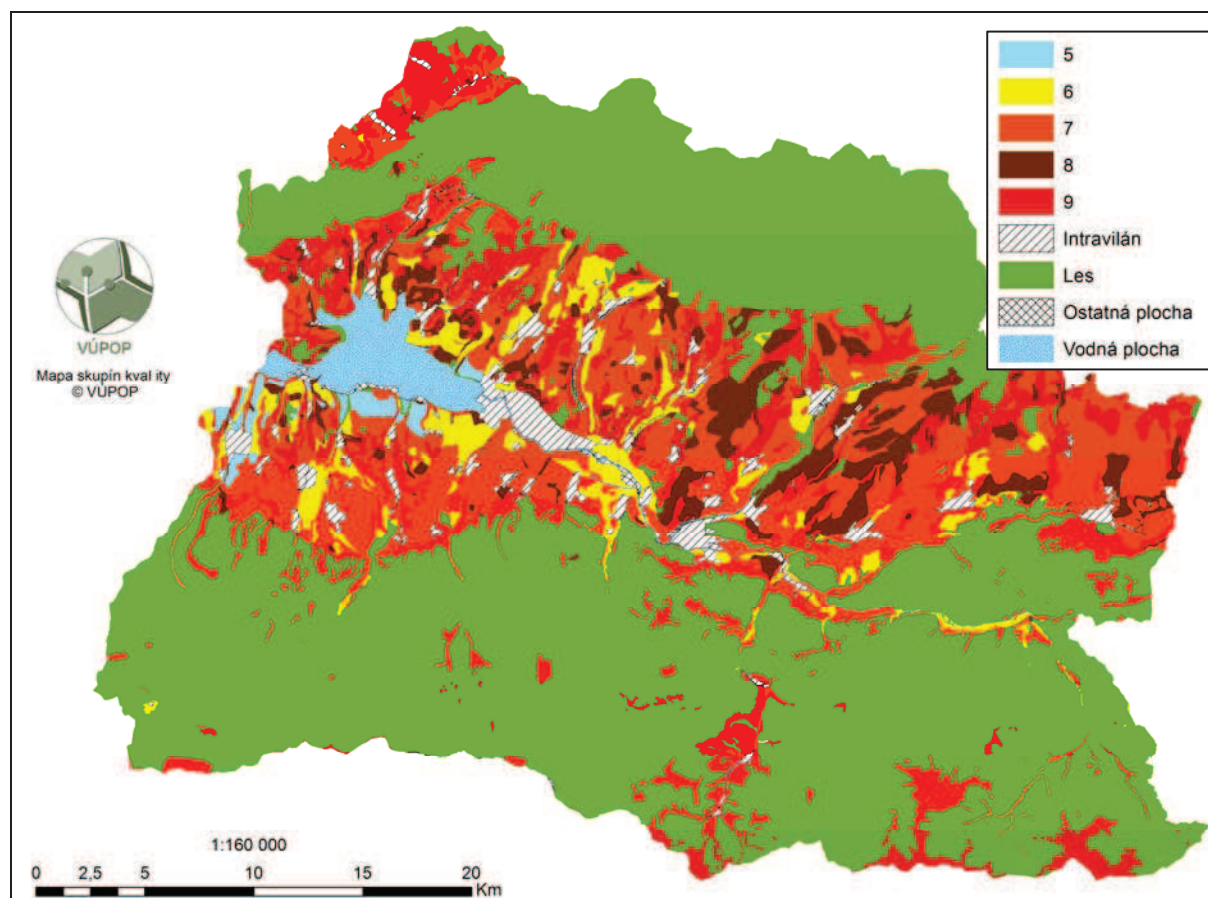 5
6
7
8
9
Intravilán
Les
Ostatná plocha
Vodná plocha
VÚPOP
Mapa skupín kval ity
© VÚPOP
1:160 000
0 2,5 5 10 15 20
Km